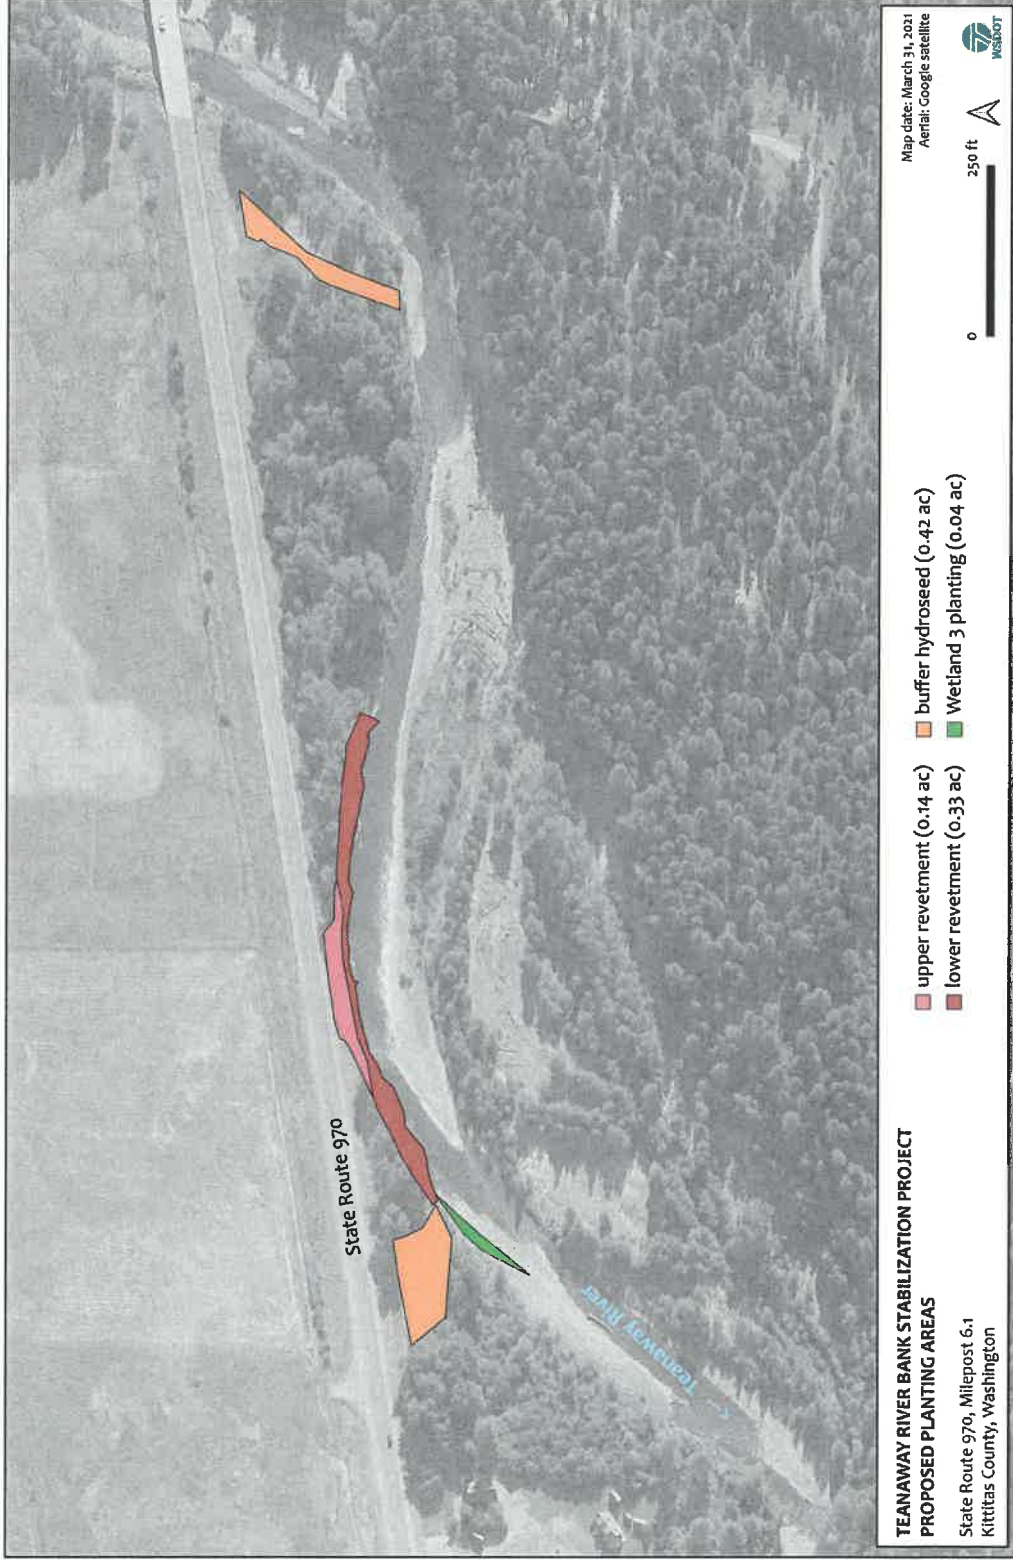 State Route 970
< Teanaway River
TEANAWAY RIVER BANK STABILIZATION PROJECT
PROPOSED PLANTING AREAS
State Route 970, Milepost 6.1
Kittitas County, Washington
upper revetment (0.14 ac)
lower revetment (0.33 ac)
buffer hydroseed (0.42 ac)
Wetland 3 planting (0.04 ac)
0 250 ft
Map date: March 31, 2021
Aerial: Google satellite
WSDOT